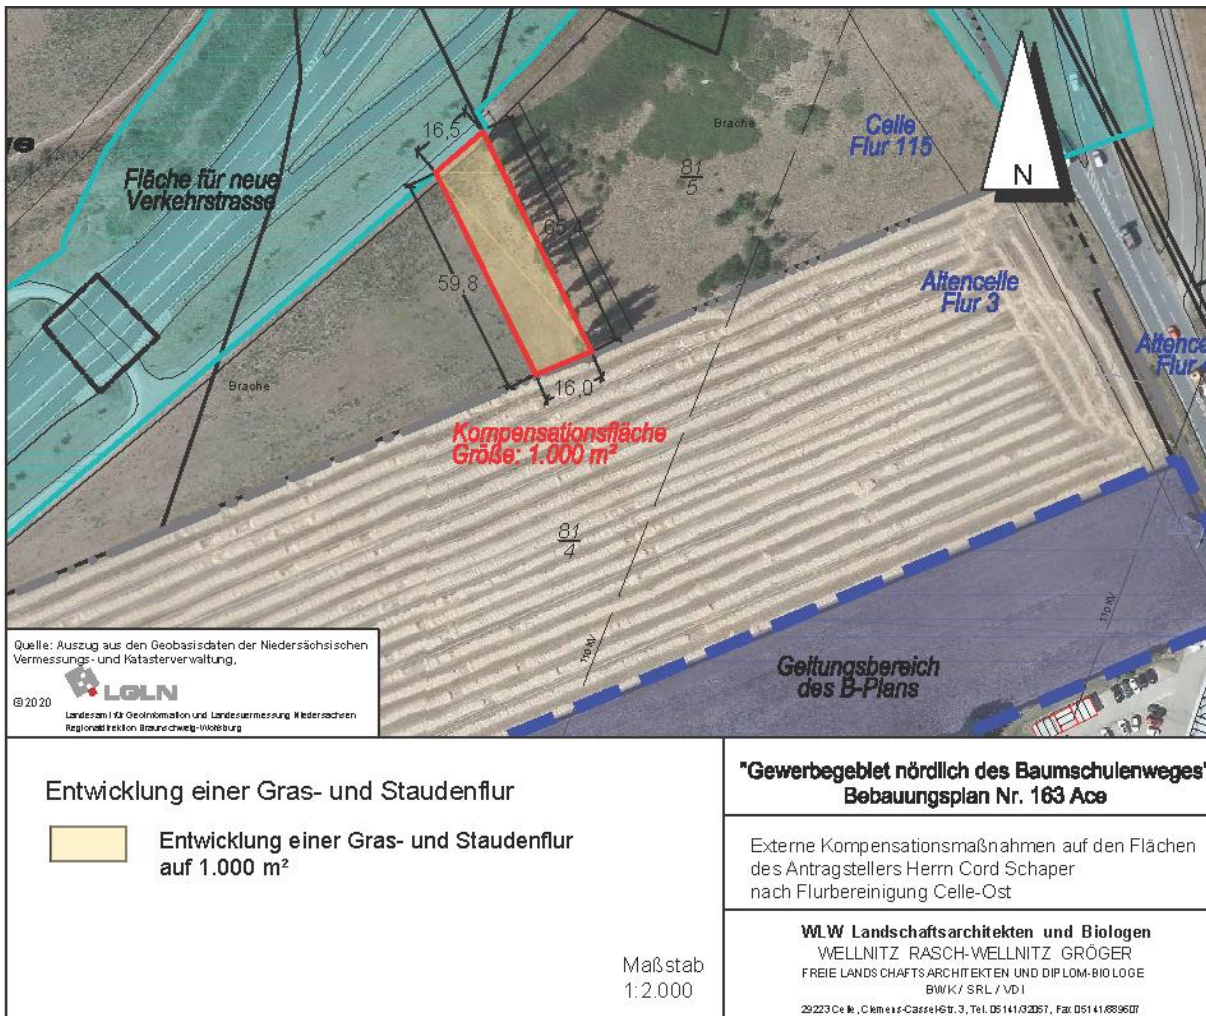 16,5
Brache
Celle
Flur 115
81
5
N
Fläche für neue
Verkehrstrasse
59,8
Altencelle
Flur 3
Flur
Brache
16,0
Kompensationsfläche
Größe: 1.000 m²
81
4
110 KV
110 KV
Geltungsbereich
des B-Plans
Quelle: Auszug aus den Geobasisdaten der Niedersächsischen
Vermessungs- und Katasterverwaltung,
©2020
LGLN
Landesamt für Geoinformation und Landesvermessung Niedersachsen
Regionaldirektion Braunschweig-Wolfsburg
Entwicklung einer Gras- und Staudenflur
Entwicklung einer Gras- und Staudenflur
auf 1.000 m²
Maßstab
1:2.000
"Gewerbegebiet nördlich des Baumschulenweges"
Bebauungsplan Nr. 163 Ace
Externe Kompensationsmaßnahmen auf den Flächen
des Antragstellers Herrn Cord Schaper
nach Flurbereinigung Celle-Ost
WLW Landschaftsarchitekten und Biologen
WELLNITZ RASCH-WELLNITZ GRÖGER
FREIE LANDSCHAFTSARCHITEKTEN UND DIPLOM-BIOLOGE
BWK / SRL / VDI
29223 Celle, Clemens-Cassel-Str. 3, Tel. 05141/32057, Fax 05141/889607